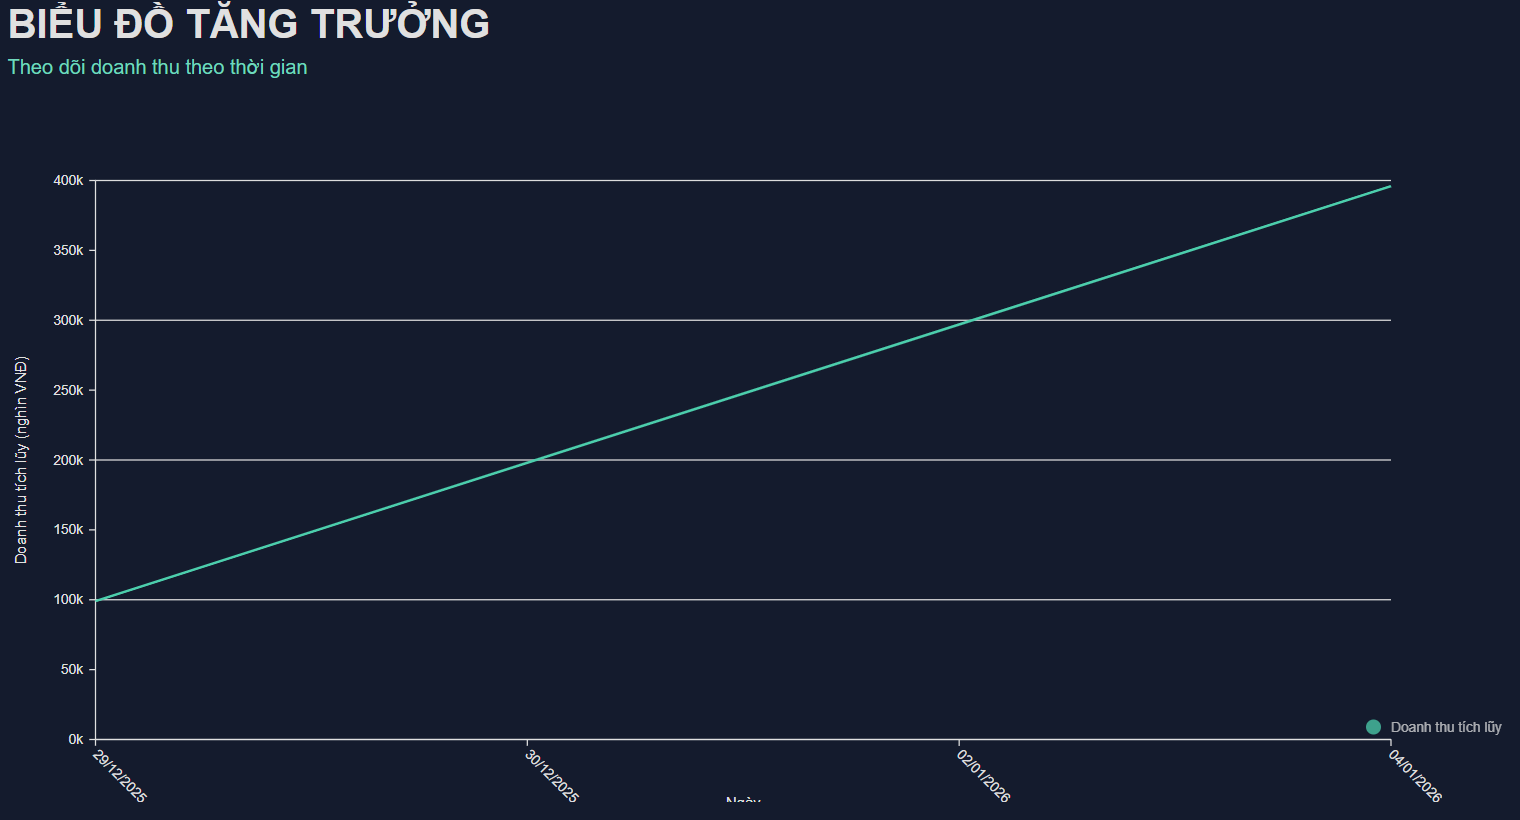 BIỂU ĐỒ TĂNG TRƯỞNG
Theo dõi doanh thu theo thời gian
400k
350k
300k
250k
200k
150k
100k
50k
0k
Doanh thu tích lũy (nghìn VNĐ)
29/12/2025
30/12/2025
02/01/2026
04/01/2026
Ngày
Doanh thu tích lũy